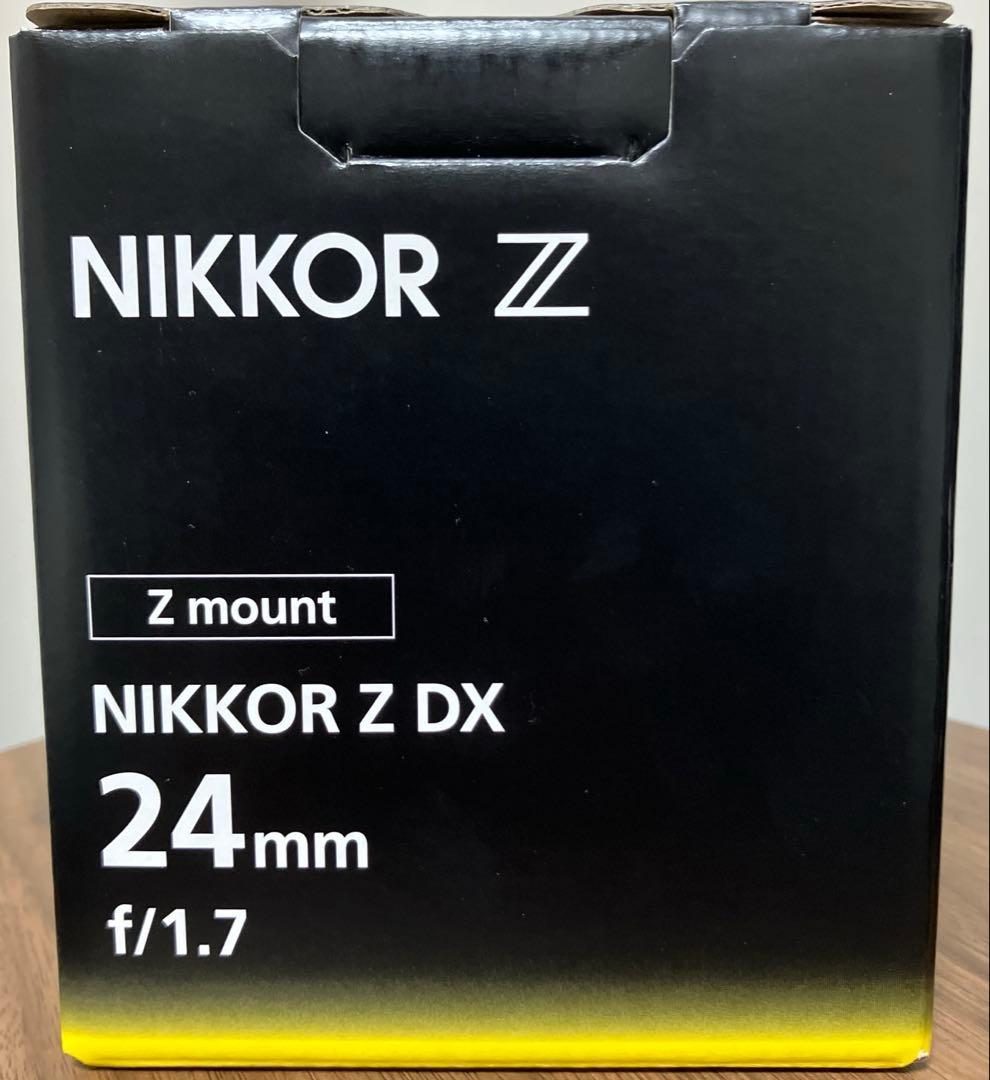 NIKKOR Z
Z mount
NIKKOR Z DX
24mm
f/1.7